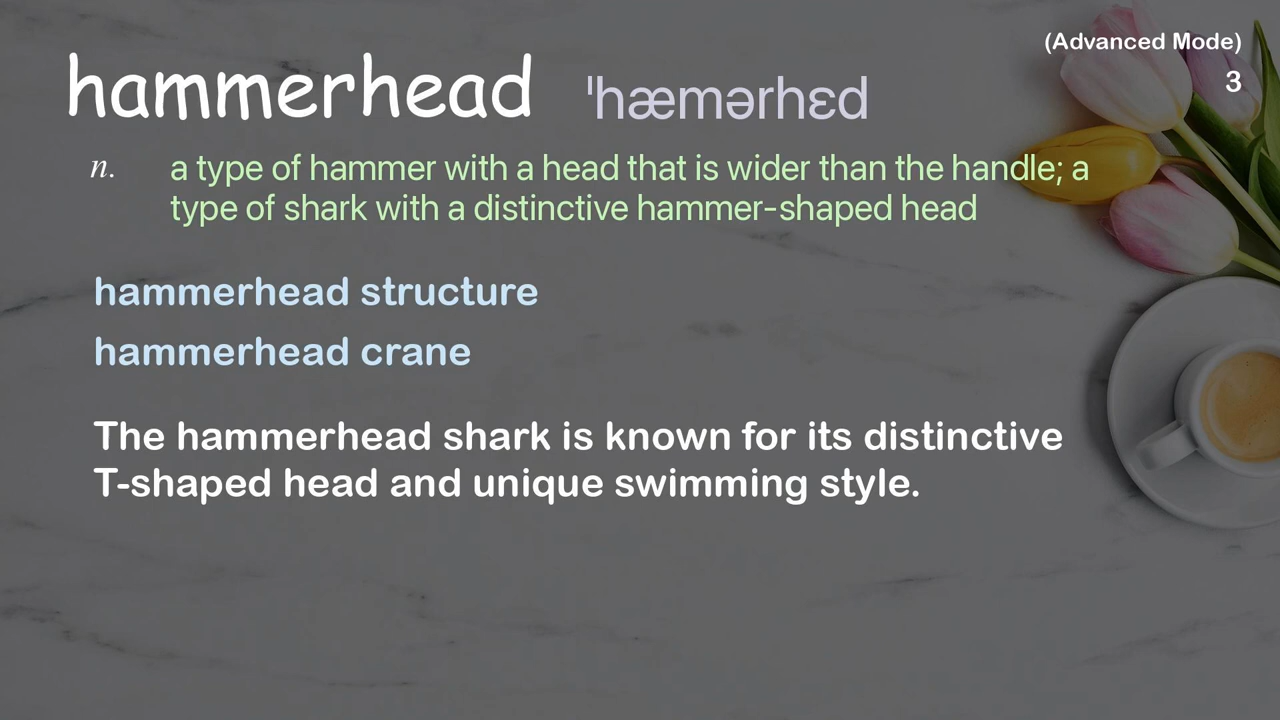 (Advanced Mode)
3
hammerhead ˈhæmərhɛd
n. a type of hammer with a head that is wider than the handle; a
type of shark with a distinctive hammer-shaped head
hammerhead structure
hammerhead crane
The hammerhead shark is known for its distinctive
T-shaped head and unique swimming style.